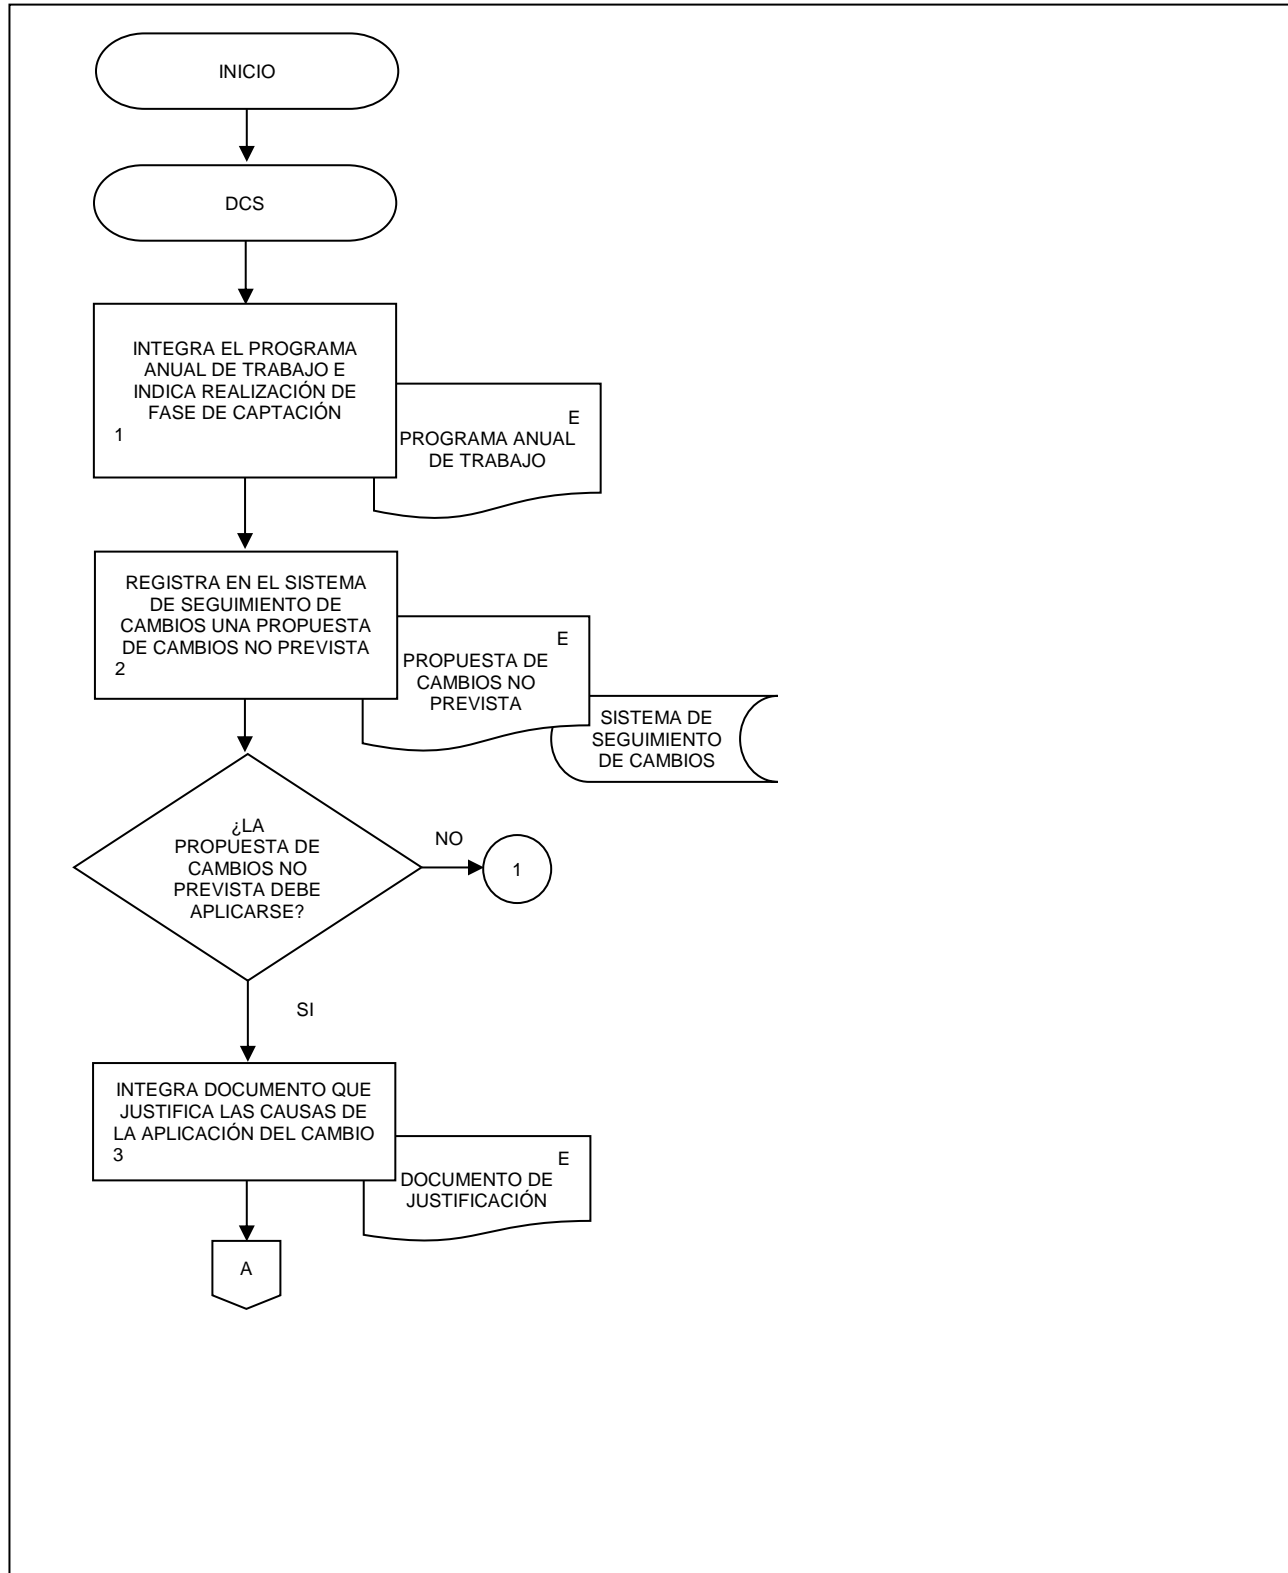 INICIO
DCS
INTEGRA EL PROGRAMA
ANUAL DE TRABAJO E
INDICA REALIZACIÓN DE
FASE DE CAPTACIÓN
1
E
PROGRAMA ANUAL
DE TRABAJO
REGISTRA EN EL SISTEMA
DE SEGUIMIENTO DE
CAMBIOS UNA PROPUESTA
DE CAMBIOS NO PREVISTA
2
E
PROPUESTA DE
CAMBIOS NO
PREVISTA
SISTEMA DE
SEGUIMIENTO
DE CAMBIOS
¿LA
PROPUESTA DE
CAMBIOS NO
PREVISTA DEBE
APLICARSE?
NO
1
SI
INTEGRA DOCUMENTO QUE
JUSTIFICA LAS CAUSAS DE
LA APLICACIÓN DEL CAMBIO
3
E
DOCUMENTO DE
JUSTIFICACIÓN
A